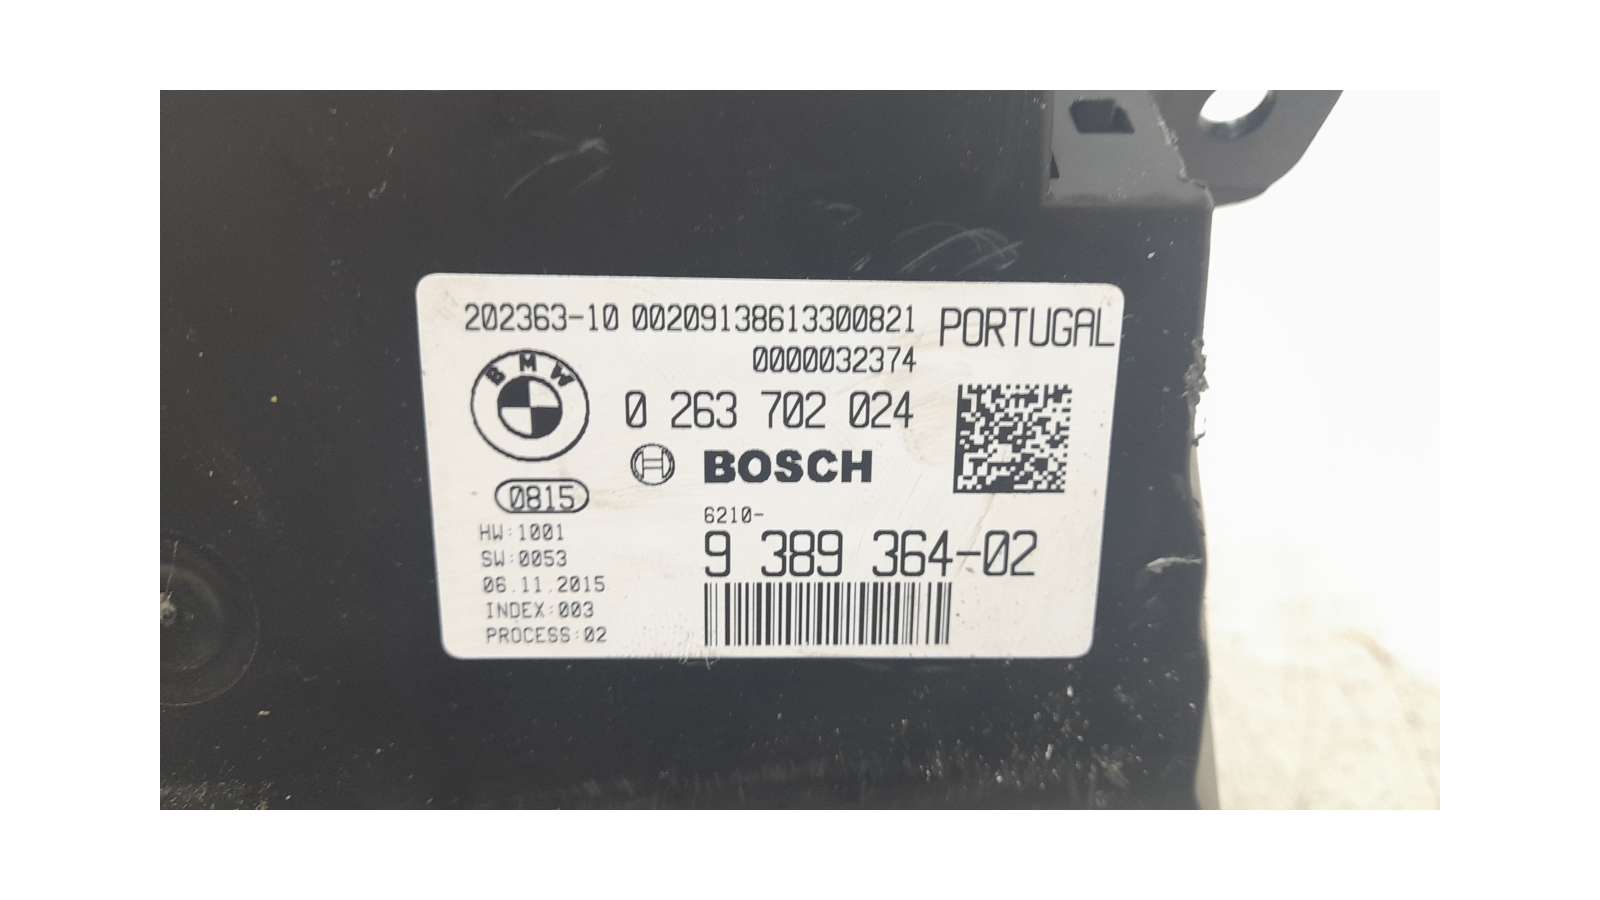 202363-10 00209138613300821 PORTUGAL
0000032374
BMW
0 263 702 024
BOSCH
0815
6210-
9 389 364-02
HW:1001
SW:0053
06.11.2015
INDEX:003
PROCESS:02